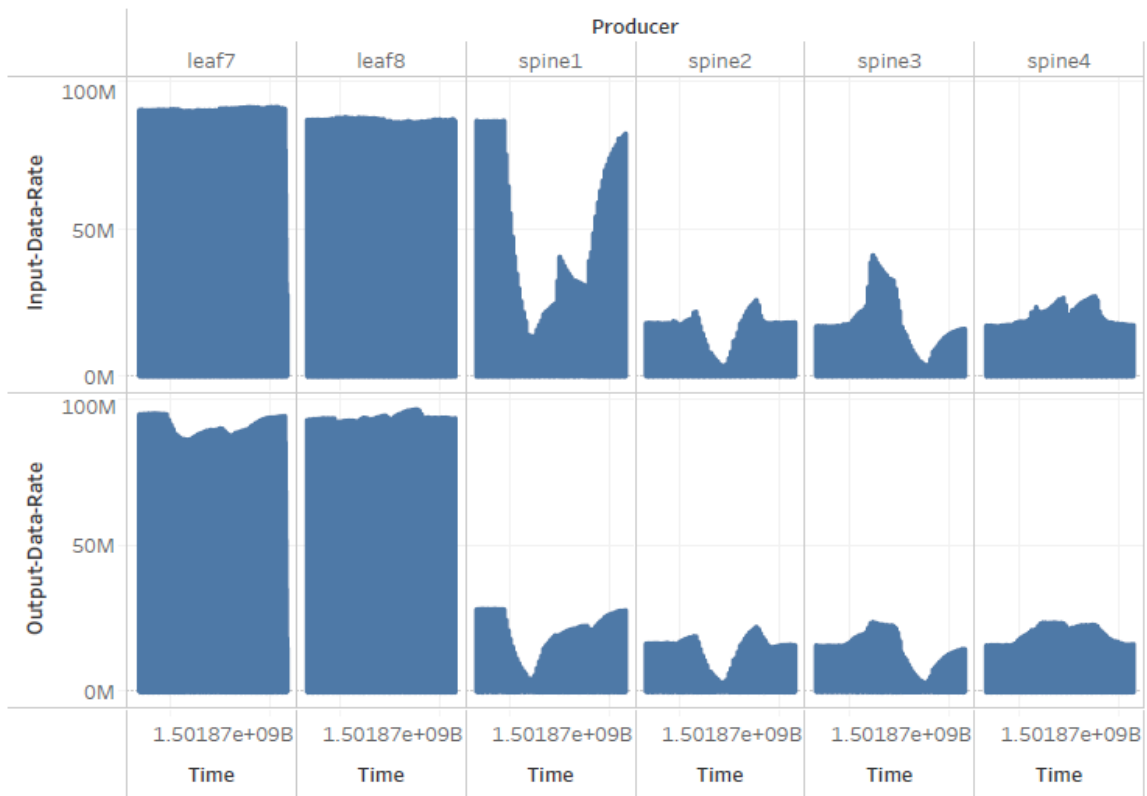 Producer
leaf7 leaf8 spine1 spine2 spine3 spine4
100M
Input-Data-Rate
50M
0M
100M
Output-Data-Rate
50M
0M
1.50187e+09B 1.50187e+09B 1.50187e+09B 1.50187e+09B 1.50187e+09B 1.50187e+09B
Time Time Time Time Time Time